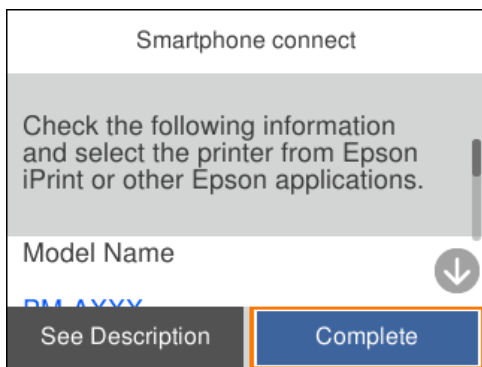 Smartphone connect
Check the following information
and select the printer from Epson
iPrint or other Epson applications.
Model Name
See Description
Complete